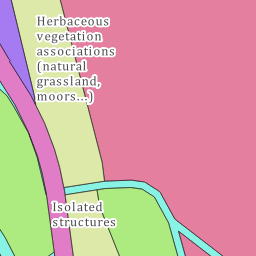 Herbaceous
vegetation
associations
(natural
grassland,
moors...)
Isolated
structures